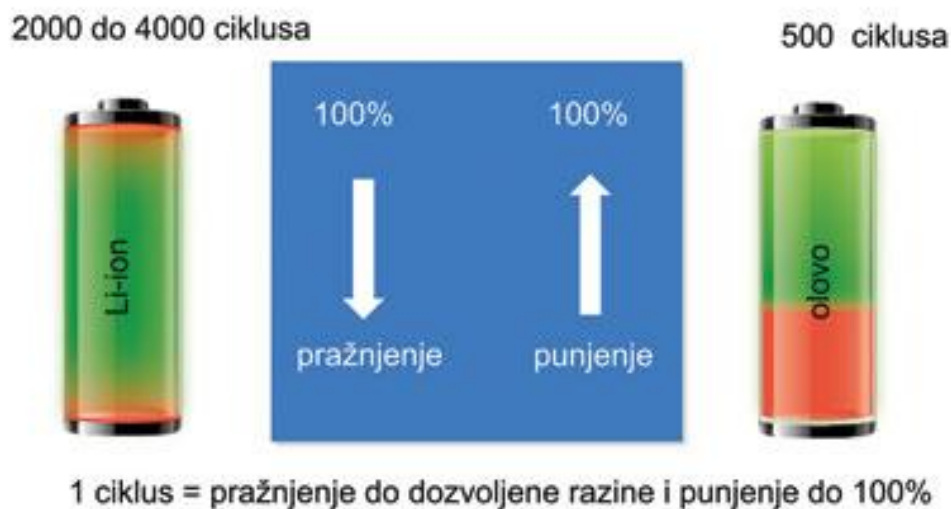 2000 do 4000 ciklusa
500 ciklusa
100%
100%
Li-ion
olovo
pražnjenje
punjenje
1 ciklus = pražnjenje do dozvoljene razine i punjenje do 100%